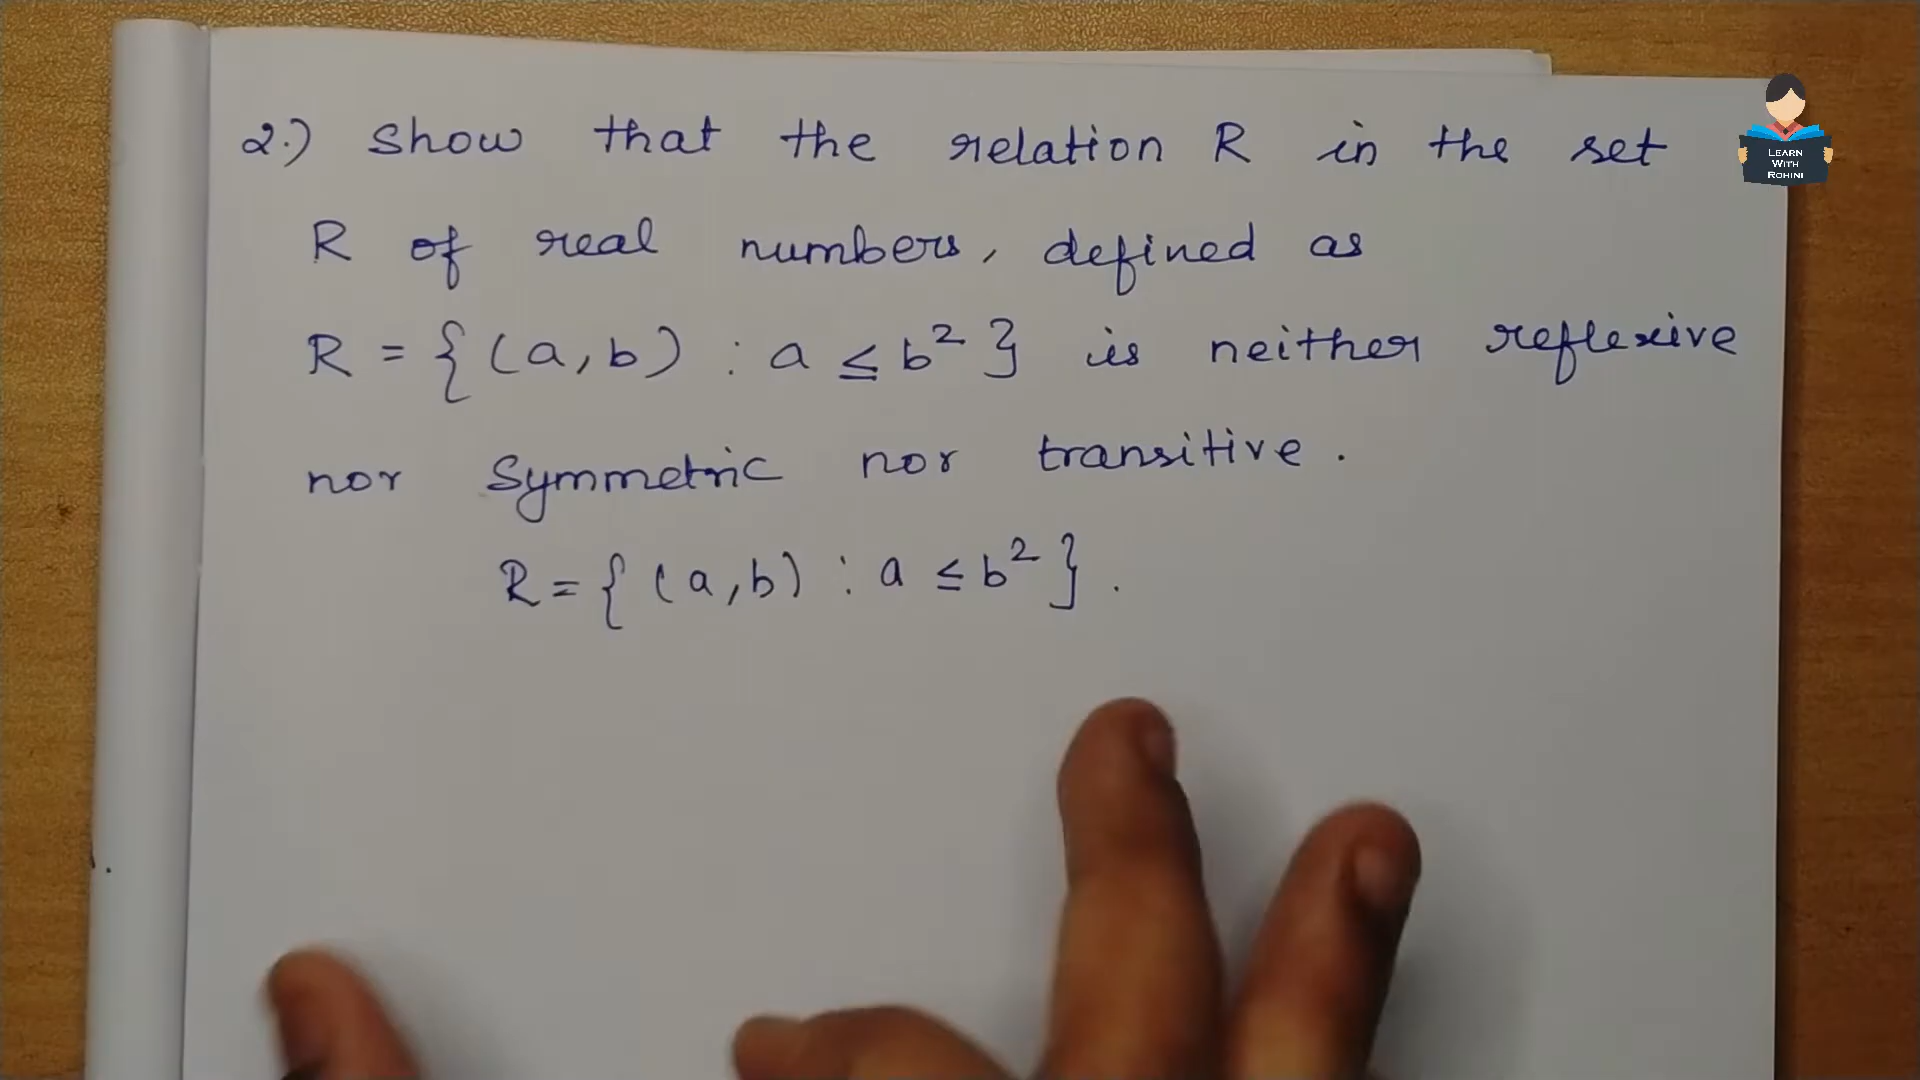 2.) Show that the relation R in the set
R of real numbers, defined as
R = { (a, b) : a ≤ b² } is neither reflexive
nor Symmetric nor transitive.
R = { (a, b) : a ≤ b² }.
LEARN
WITH
ROHINI